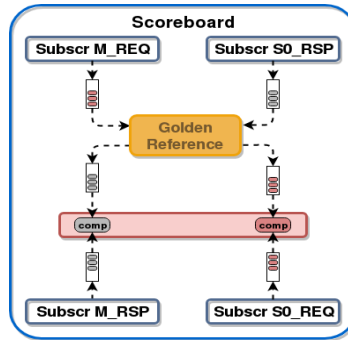 Scoreboard
Subscr M_REQ
Subscr S0_RSP
Golden
Reference
comp
comp
Subscr M_RSP
Subscr S0_REQ